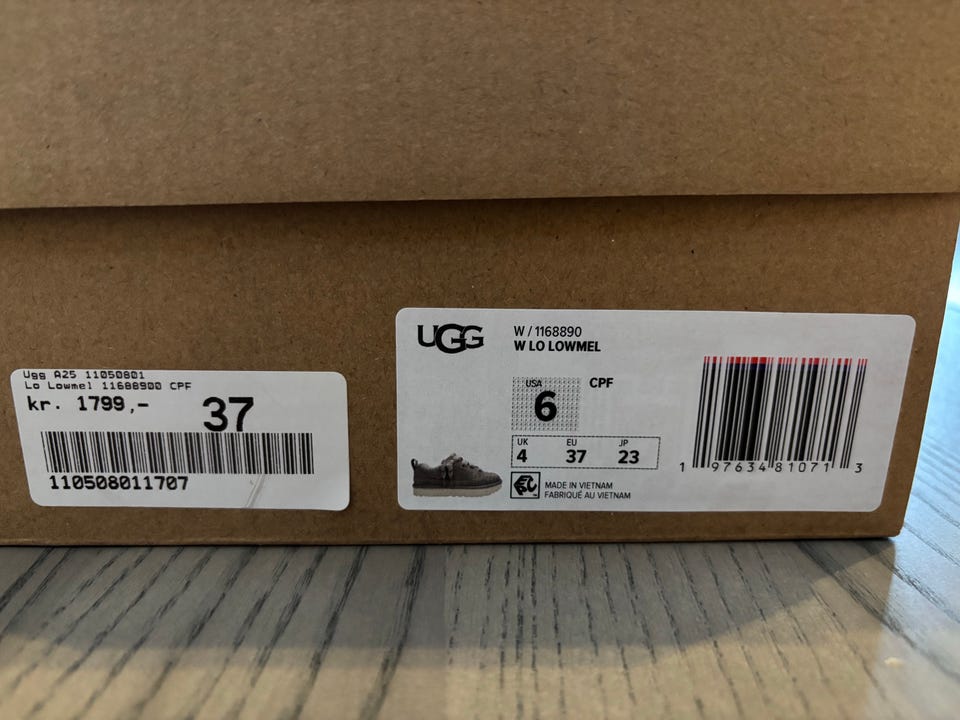 Ugg A25 11050801
Lo Lowmel 11688900 CPF
kr. 1799,- 37
110508011707
UGG
W / 1168890
W LO LOWMEL
USA
6
CPF
UK EU JP
4 37 23
MADE IN VIETNAM
FABRIQUÉ AU VIETNAM
1 97634 81071 3